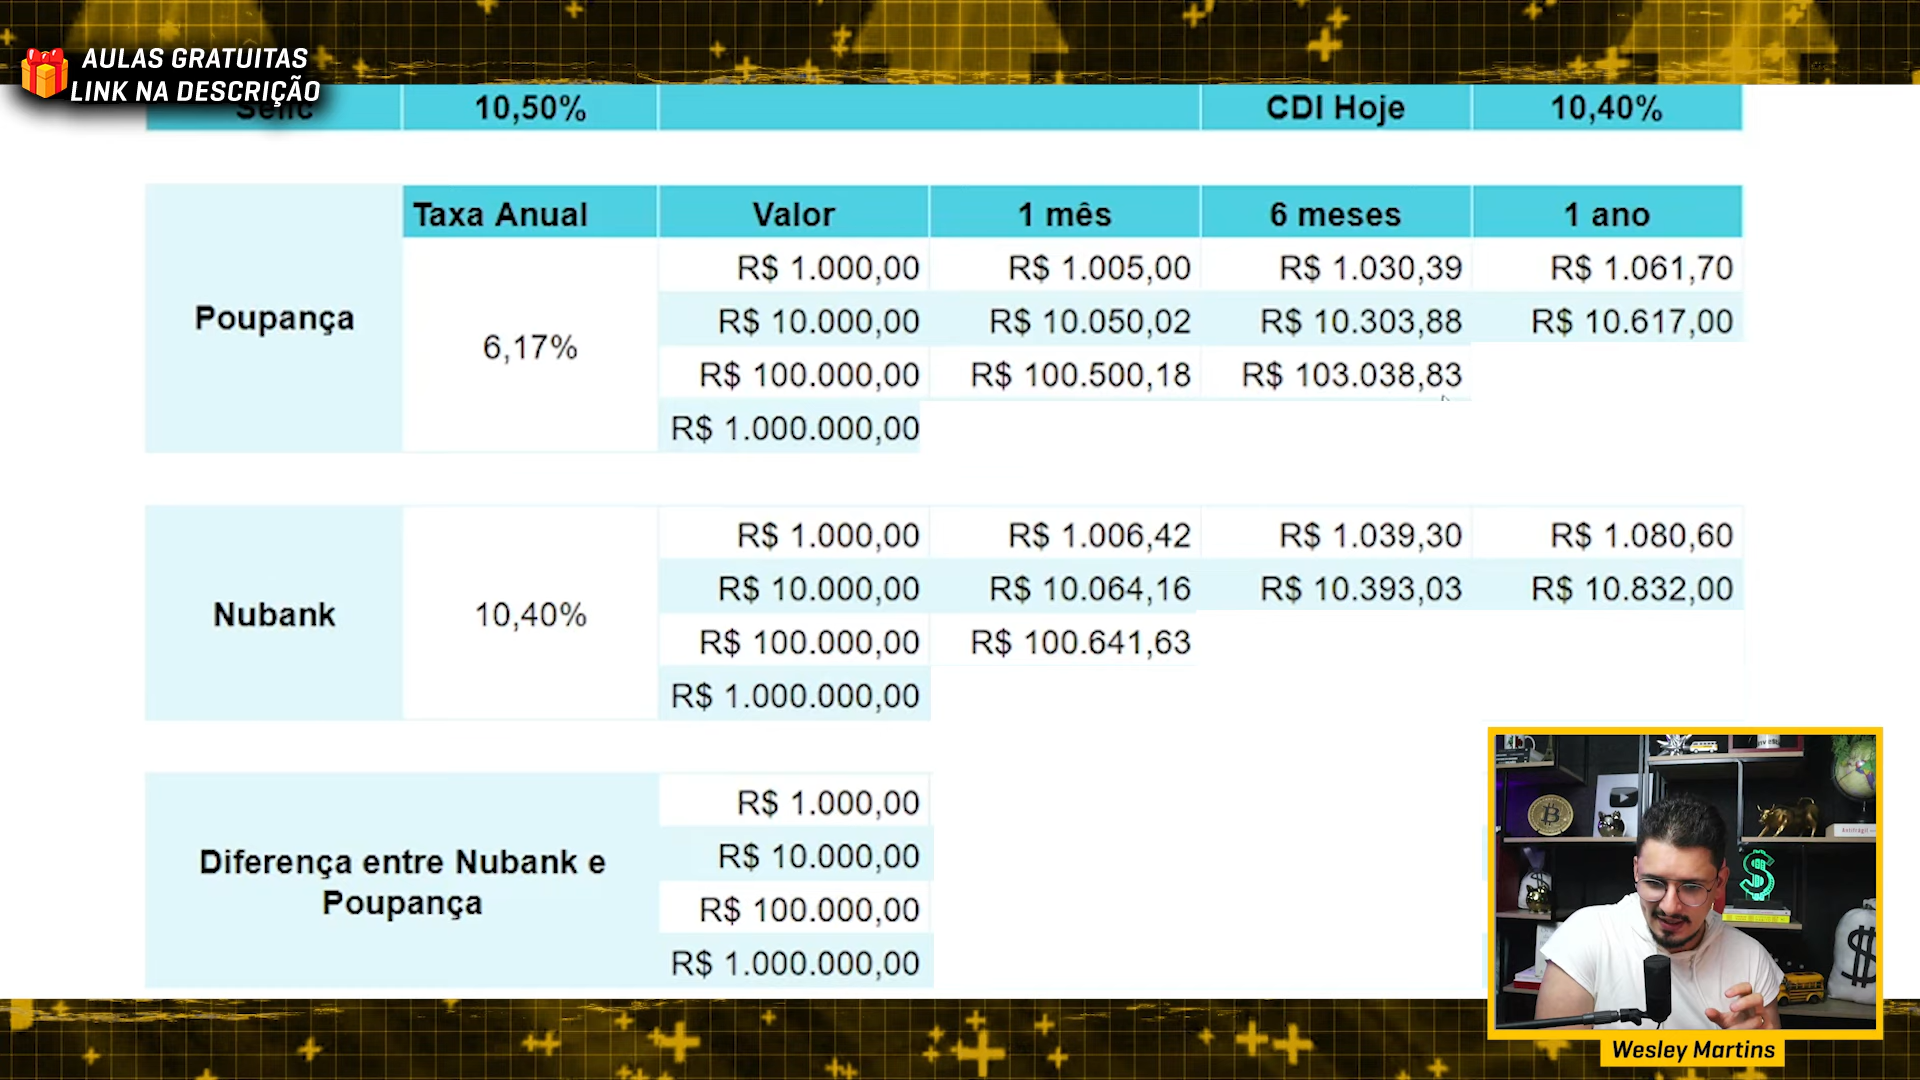 AULAS GRATUITAS
LINK NA DESCRIÇÃO
Selic 10,50% CDI Hoje 10,40%
Taxa Anual Valor 1 mês 6 meses 1 ano
Poupança
6,17%
R$ 1.000,00 R$ 1.005,00 R$ 1.030,39 R$ 1.061,70
R$ 10.000,00 R$ 10.050,02 R$ 10.303,88 R$ 10.617,00
R$ 100.000,00 R$ 100.500,18 R$ 103.038,83
R$ 1.000.000,00
Nubank
10,40%
R$ 1.000,00 R$ 1.006,42 R$ 1.039,30 R$ 1.080,60
R$ 10.000,00 R$ 10.064,16 R$ 10.393,03 R$ 10.832,00
R$ 100.000,00 R$ 100.641,63
R$ 1.000.000,00
Diferença entre Nubank e
Poupança
R$ 1.000,00
R$ 10.000,00
R$ 100.000,00
R$ 1.000.000,00
Wesley Martins